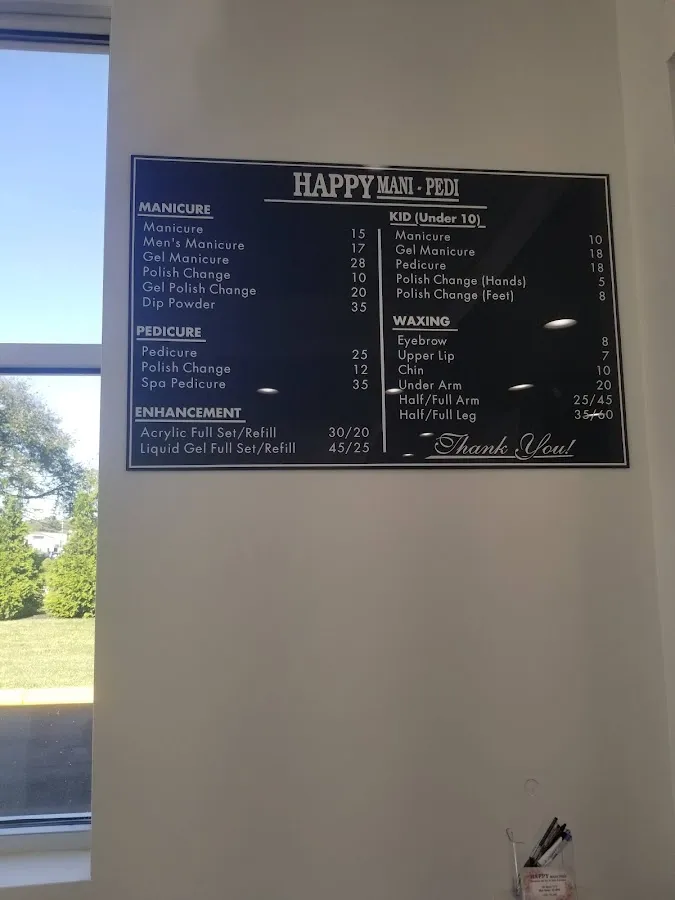 HAPPY MANI - PEDI
MANICURE
Manicure 15
Men's Manicure 17
Gel Manicure 28
Polish Change 10
Gel Polish Change 20
Dip Powder 35
PEDICURE
Pedicure 25
Polish Change 12
Spa Pedicure 35
ENHANCEMENT
Acrylic Full Set/Refill 30/20
Liquid Gel Full Set/Refill 45/25
KID (Under 10)
Manicure 10
Gel Manicure 18
Pedicure 18
Polish Change (Hands) 5
Polish Change (Feet) 8
WAXING
Eyebrow 8
Upper Lip 7
Chin 10
Under Arm 20
Half/Full Arm 25/45
Half/Full Leg 35/60
Thank You!
HAPPY